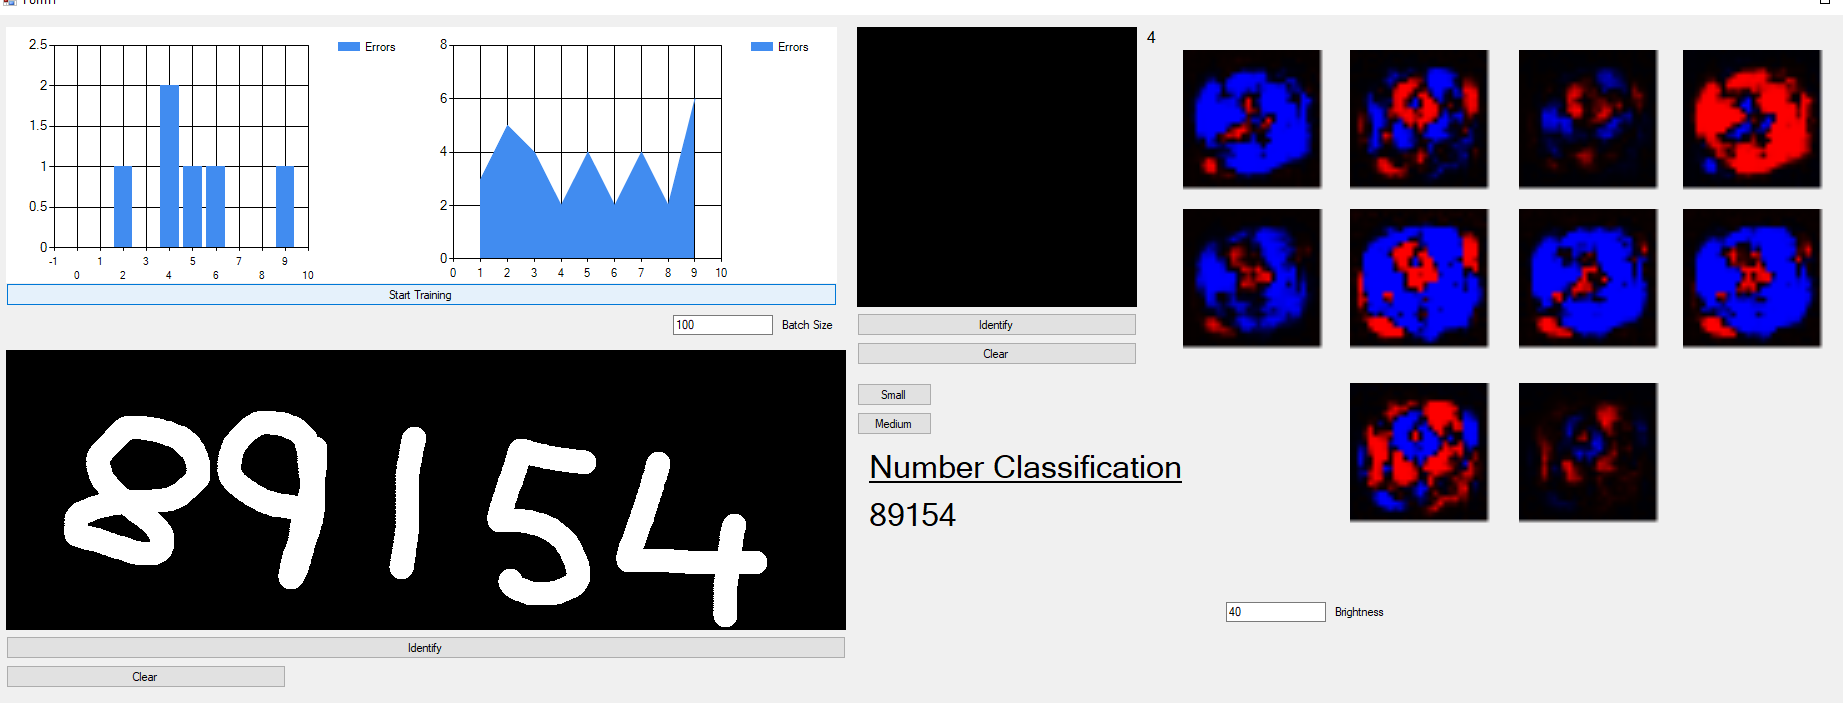 Form1
2.5
2
1.5
1
0.5
0
-1 0 1 2 3 4 5 6 7 8 9 10
Errors
8
6
4
2
0
0 1 2 3 4 5 6 7 8 9 10
Errors
Start Training
100 Batch Size
89154
Identify
Clear
4
Identify
Clear
Small
Medium
Number Classification
89154
40 Brightness